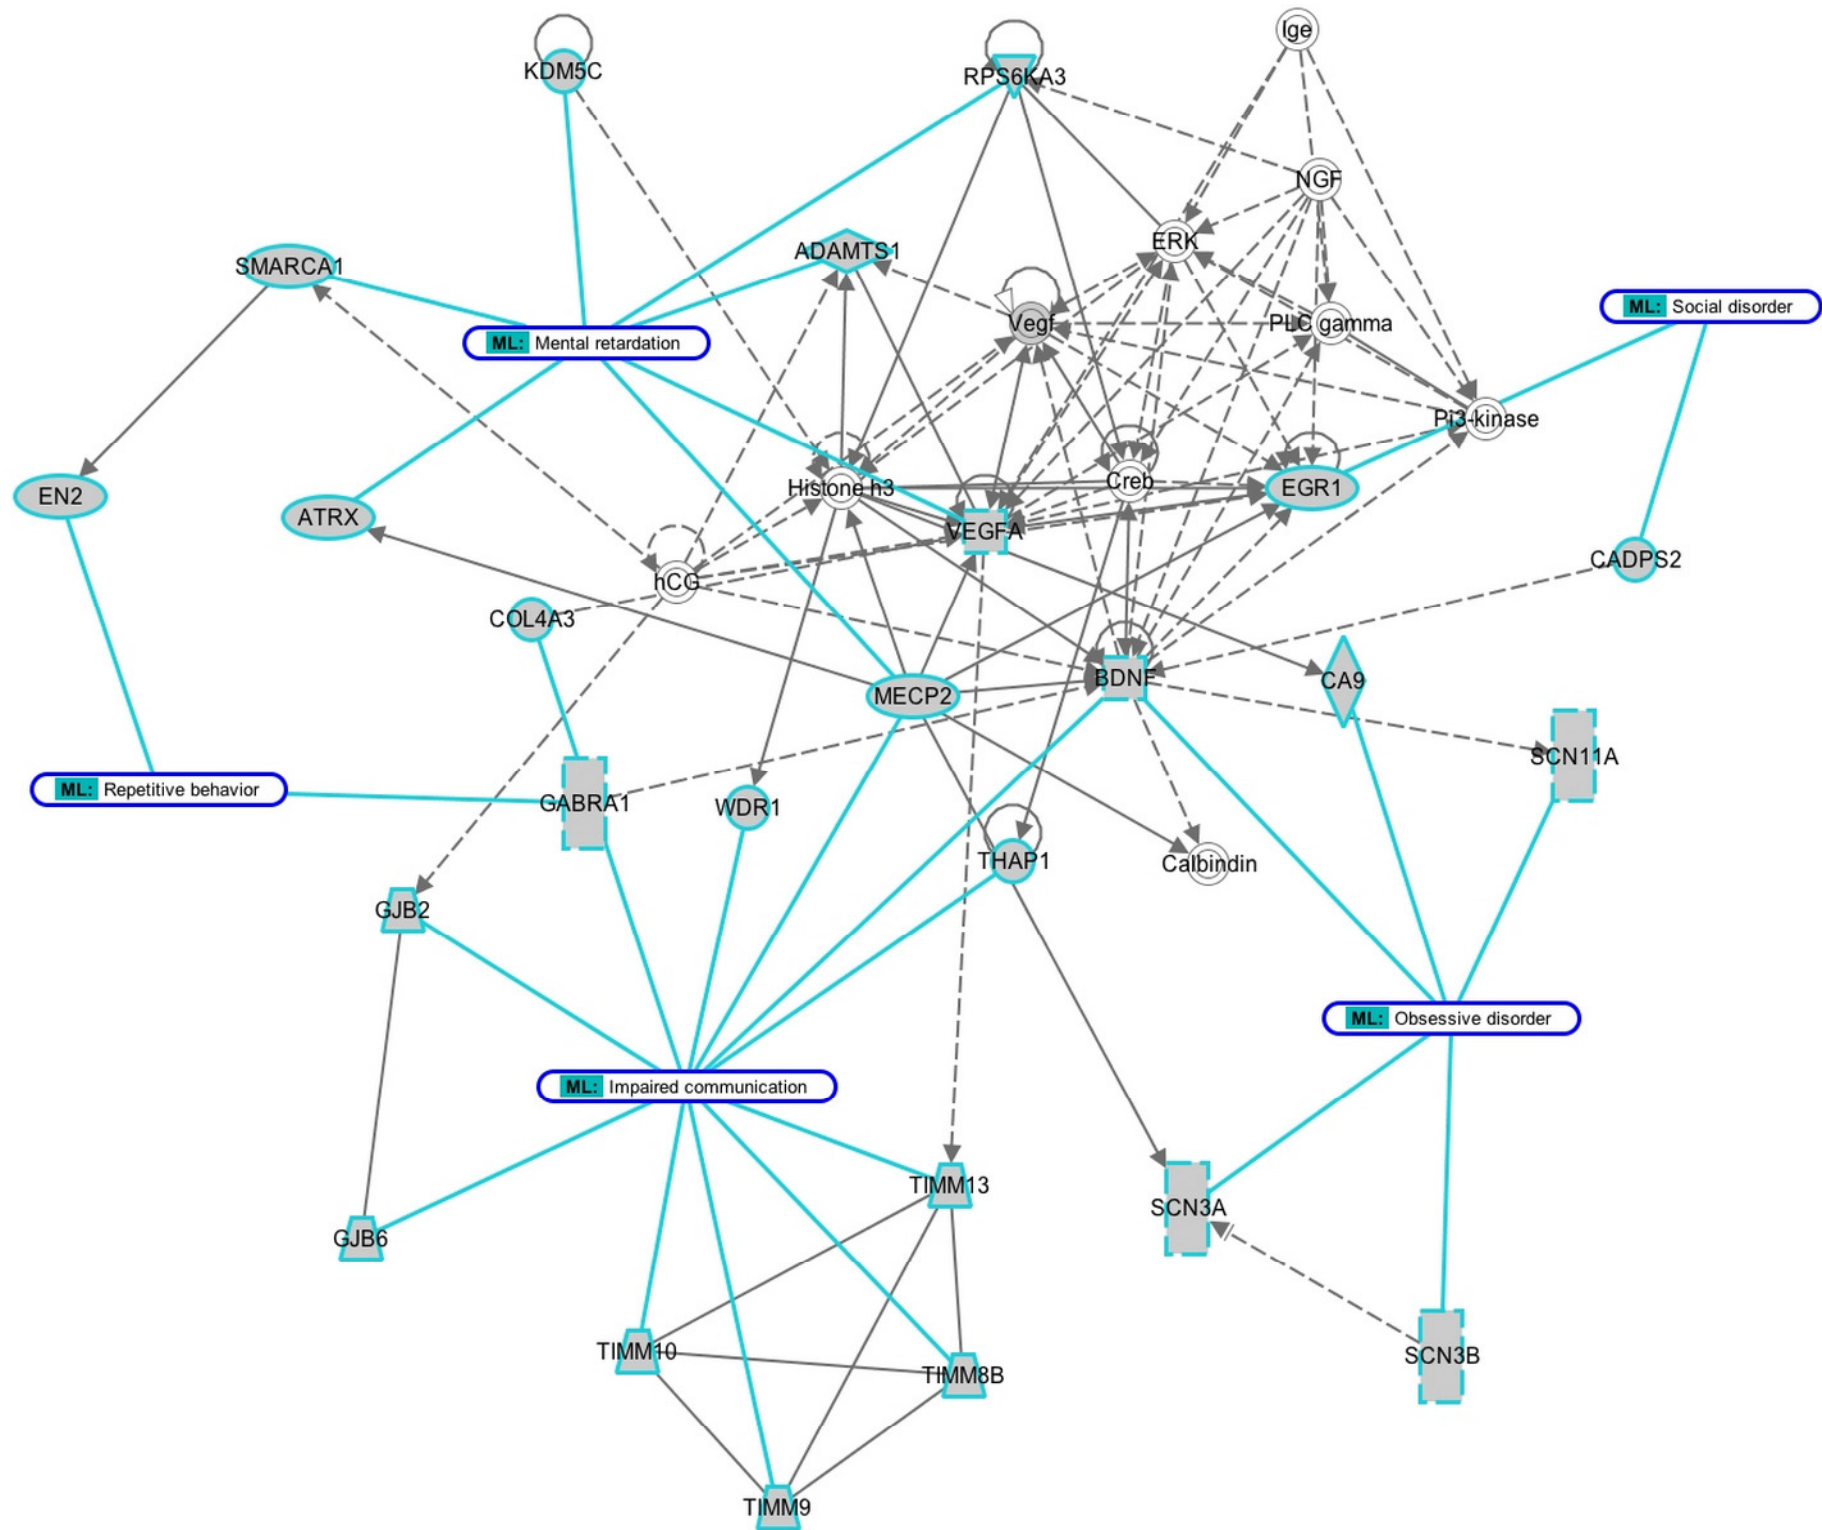 Ige
KDM5C
RPS6KA3
NGF
ERK
ADAMTS1
SMARCA1
ML: Social disorder
Vegf
PLC gamma
ML: Mental retardation
Pi3-kinase
Creb
Histone h3
EGR1
EN2
ATRX
VEGFA
CADPS2
hCG
COL4A3
BDNF
CA9
MECP2
SCN11A
ML: Repetitive behavior
GABRA1
WDR1
THAP1
Calbindin
GJB2
ML: Obsessive disorder
ML: Impaired communication
TIMM13
SCN3A
GJB6
TIMM10
SCN3B
TIMM8B
TIMM9